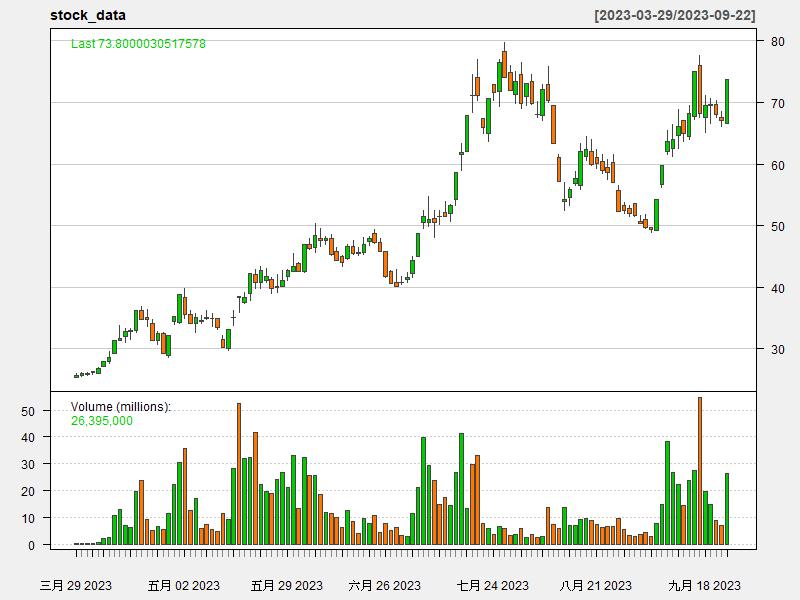 stock_data
[2023-03-29/2023-09-22]
Last 73.8000030517578
80
70
60
50
40
30
Volume (millions):
26,395,000
50
40
30
20
10
0
三月 29 2023
五月 02 2023
五月 29 2023
六月 26 2023
七月 24 2023
八月 21 2023
九月 18 2023